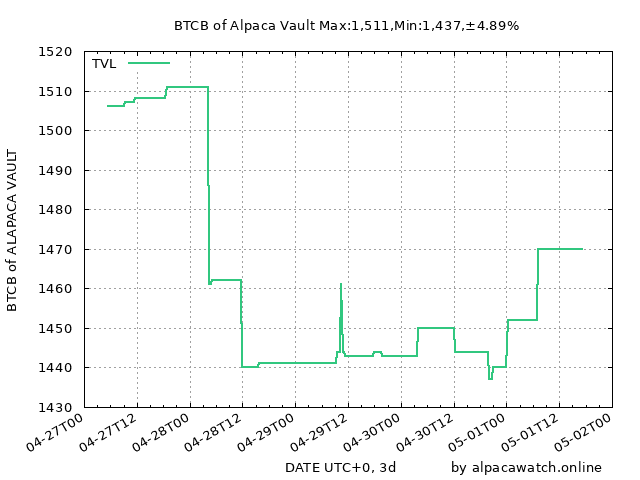 BTCB of Alpaca Vault Max:1,511,Min:1,437,±4.89%
TVL
1520
1510
1500
1490
1480
1470
1460
1450
1440
1430
BTCB of ALAPACA VAULT
04-27T00
04-27T12
04-28T00
04-28T12
04-29T00
04-29T12
04-30T00
04-30T12
05-01T00
05-01T12
05-02T00
DATE UTC+0, 3d
by alpacawatch.online